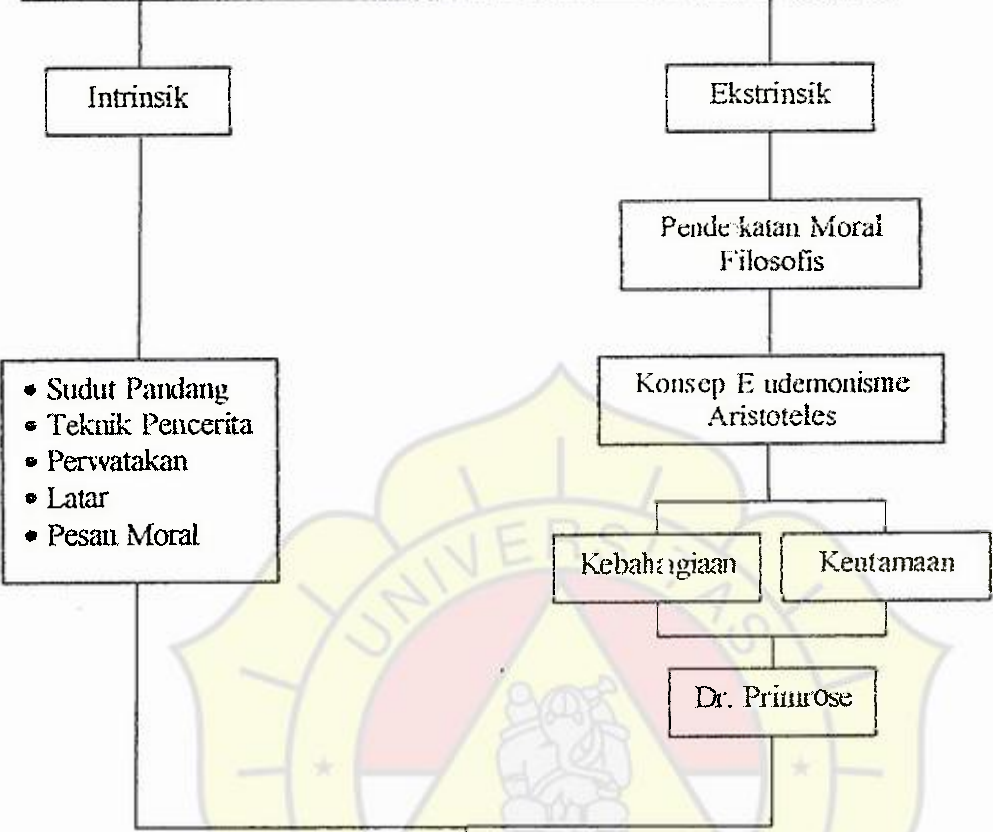 Intrinsik
Ekstrinsik
Pendekatan Moral
Filosofis
• Sudut Pandang
• Teknik Pencerita
• Perwatakan
• Latar
• Pesan Moral
Konsep Eudemonisme
Aristoteles
Kebahagiaan
Keutamaan
Dr. Primrose
UNIVERSITAS